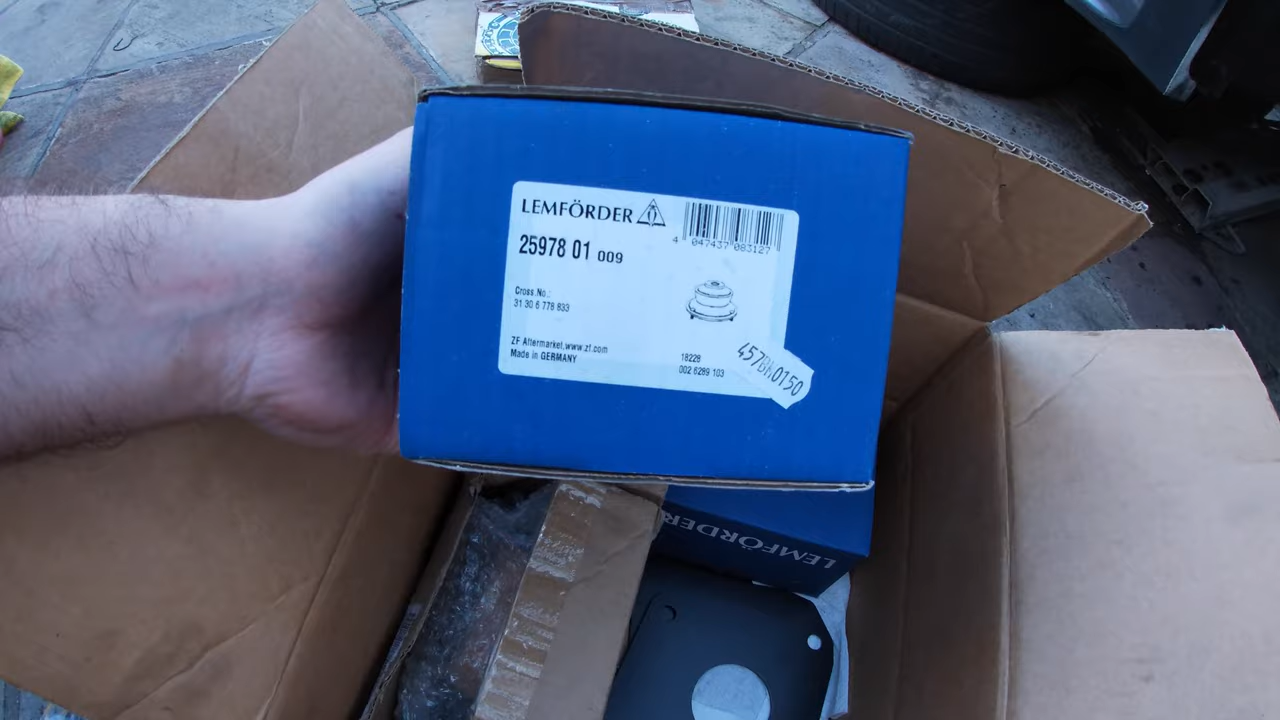 LEMFÖRDER
4 047437 083127
25978 01 009
Cross.No.:
31 30 6 778 833
ZF Aftermarket,www.zf.com
Made in GERMANY
18228
002 6289 103
LEMFÖRDER